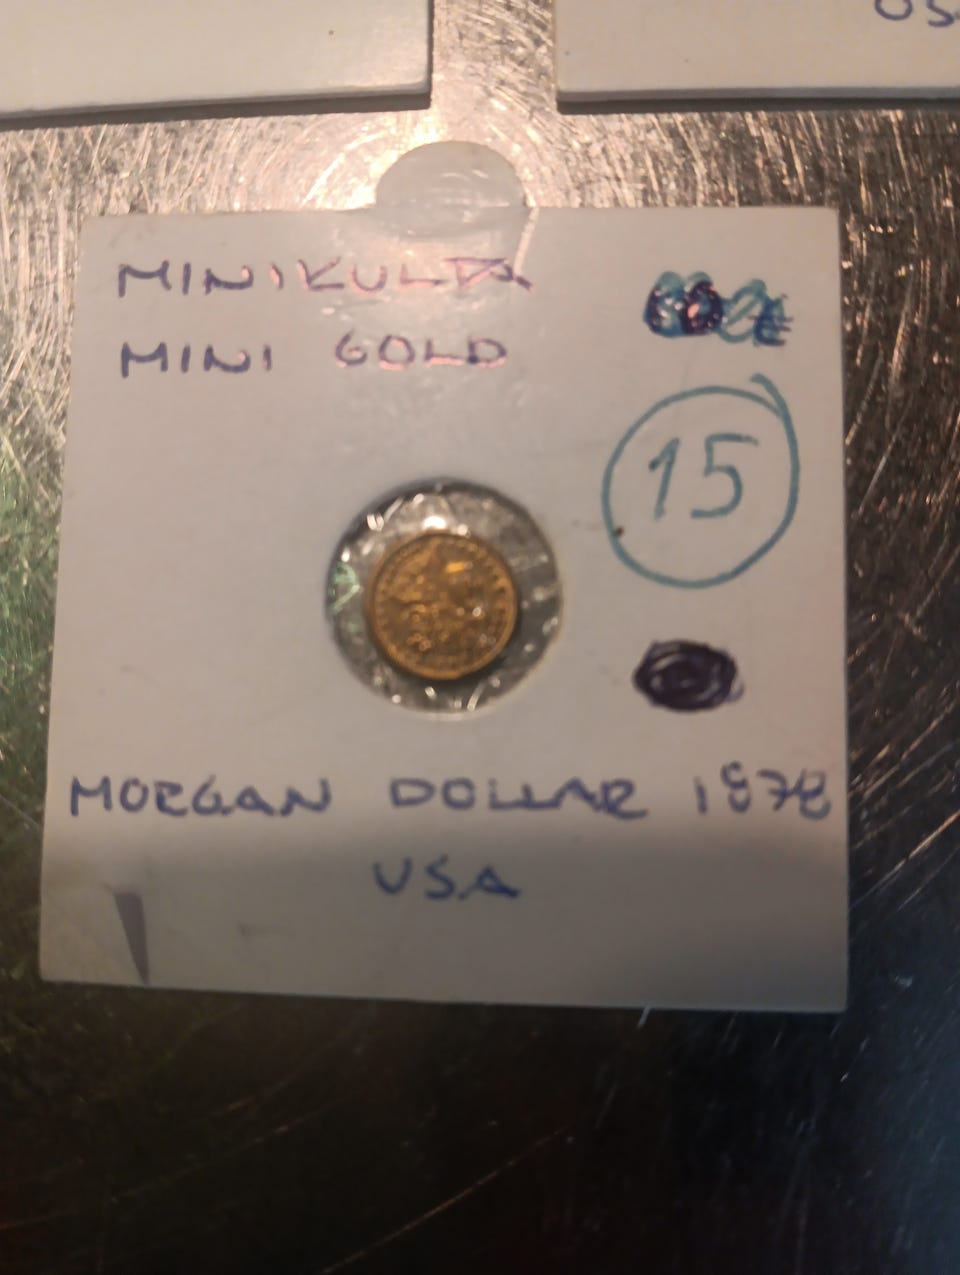 MINIKULTA
MINI GOLD
€
15
MORGAN DOLLAR 1878
USA